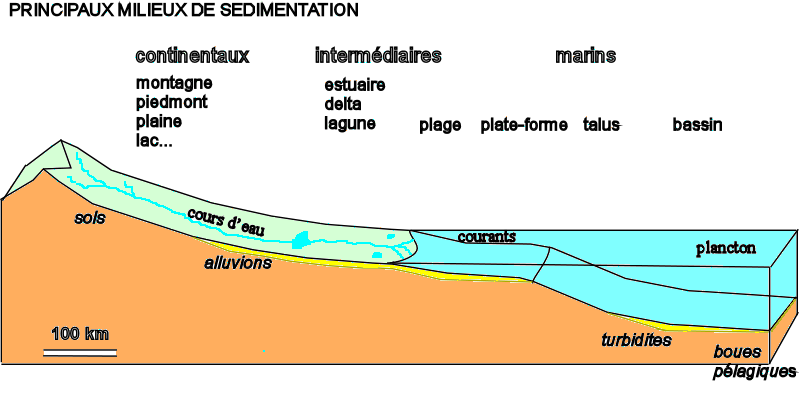 PRINCIPAUX MILIEUX DE SEDIMENTATION
continentaux
intermédiaires
marins
montagne
piedmont
plaine
lac...
estuaire
delta
lagune
plage
plate-forme
talus
bassin
sols
cours d'eau
alluvions
courants
plancton
100 km
turbidites
boues
pélagiques